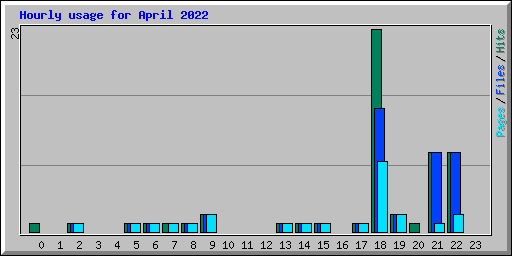 Hourly usage for April 2022
23
Pages/Files/Hits
0 1 2 3 4 5 6 7 8 9 10 11 12 13 14 15 16 17 18 19 20 21 22 23